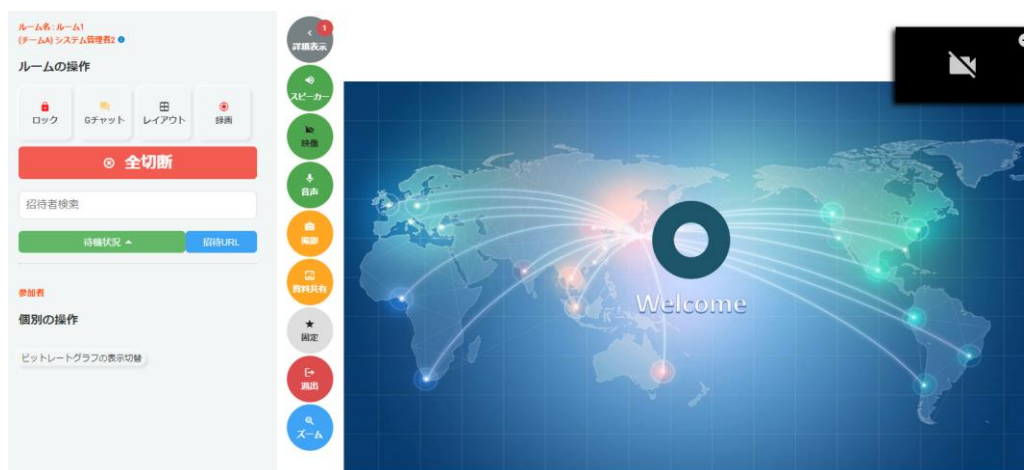 ルーム名 : ルーム1
(チームA) システム管理者2
ルームの操作
ロック
Gチャット
レイアウト
録画
全切断
招待者検索
待機状況
招待URL
参加者
個別の操作
ビットレートグラフの表示切替
1
詳細表示
スピーカー
映像
音声
撮影
資料共有
固定
退出
ズーム
Welcome